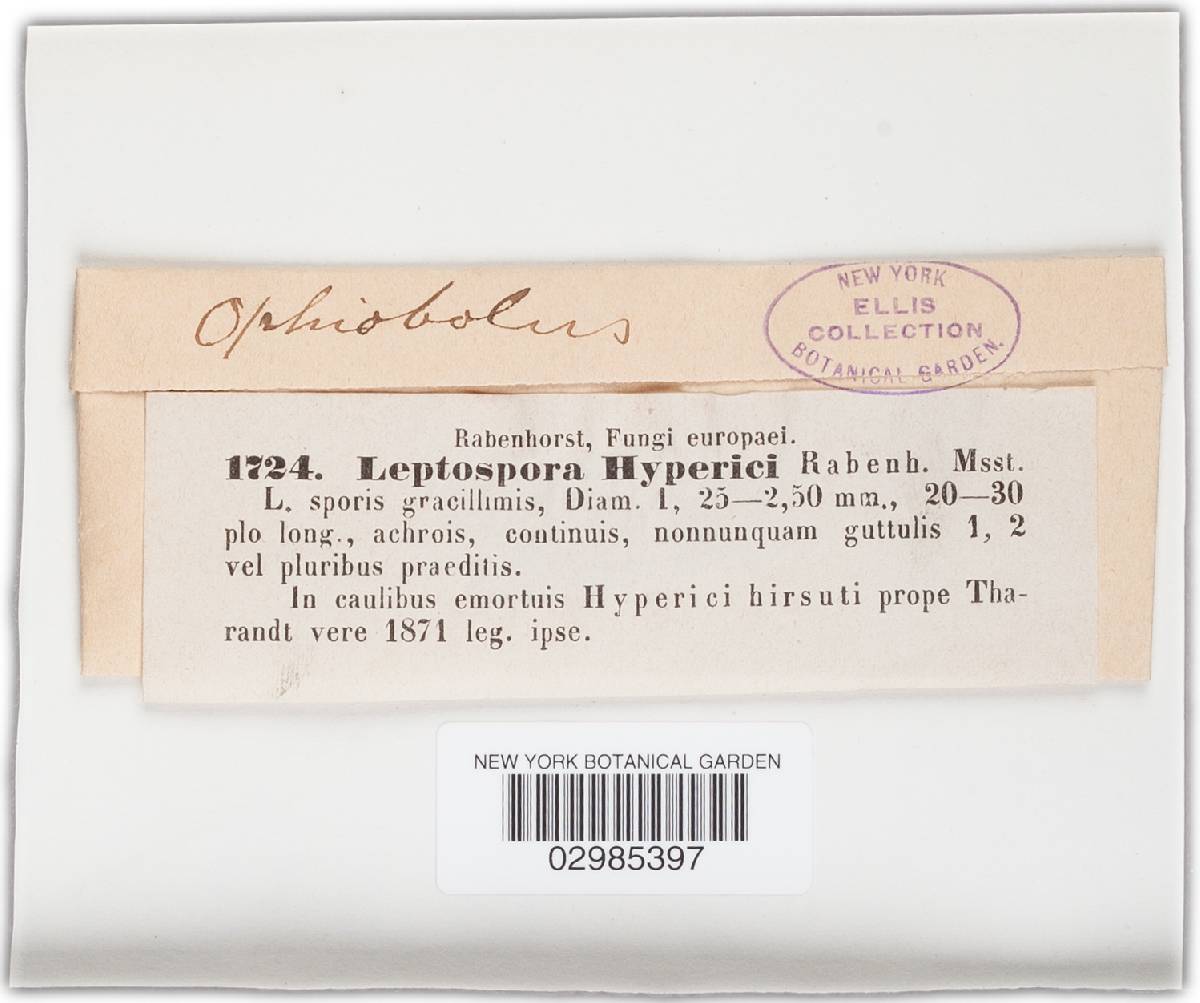 Ophiobolus
NEW YORK
ELLIS
COLLECTION
BOTANICAL GARDEN.
Rabenhorst, Fungi europaei.
1724. Leptospora Hyperici Rabenh. Msst.
L. sporis gracillimis, Diam. 1, 25—2,50 mm., 20—30
plo long., achrois, continuis, nonnunquam guttulis 1, 2
vel pluribus praeditis.
In caulibus emortuis Hyperici hirsuti prope Tha-
randt vere 1871 leg. ipse.
NEW YORK BOTANICAL GARDEN
02985397